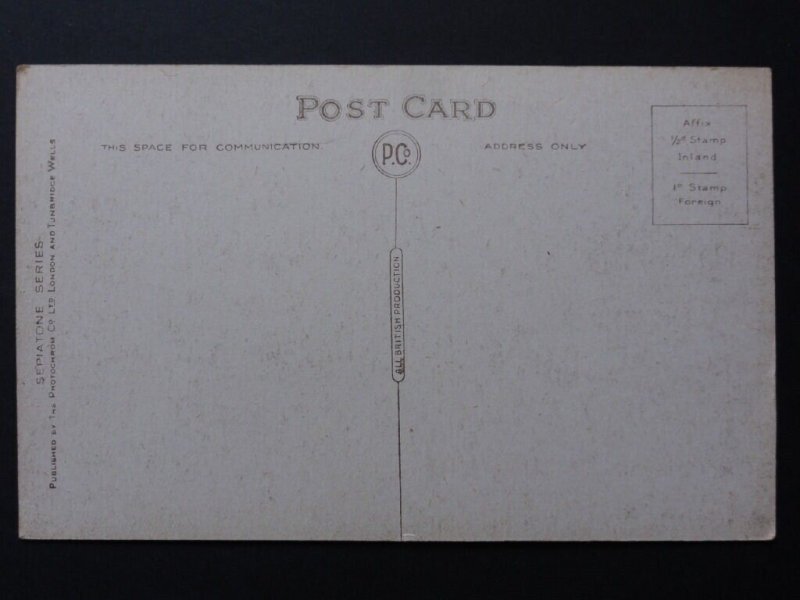 POST CARD
THIS SPACE FOR COMMUNICATION.
P.Co.
ADDRESS ONLY
Affix
½d Stamp
Inland
1d Stamp
Foreign
ALL BRITISH PRODUCTION
SEPIATONE SERIES.
PUBLISHED BY THE PHOTOCHROM CO LTD LONDON AND TUNBRIDGE WELLS